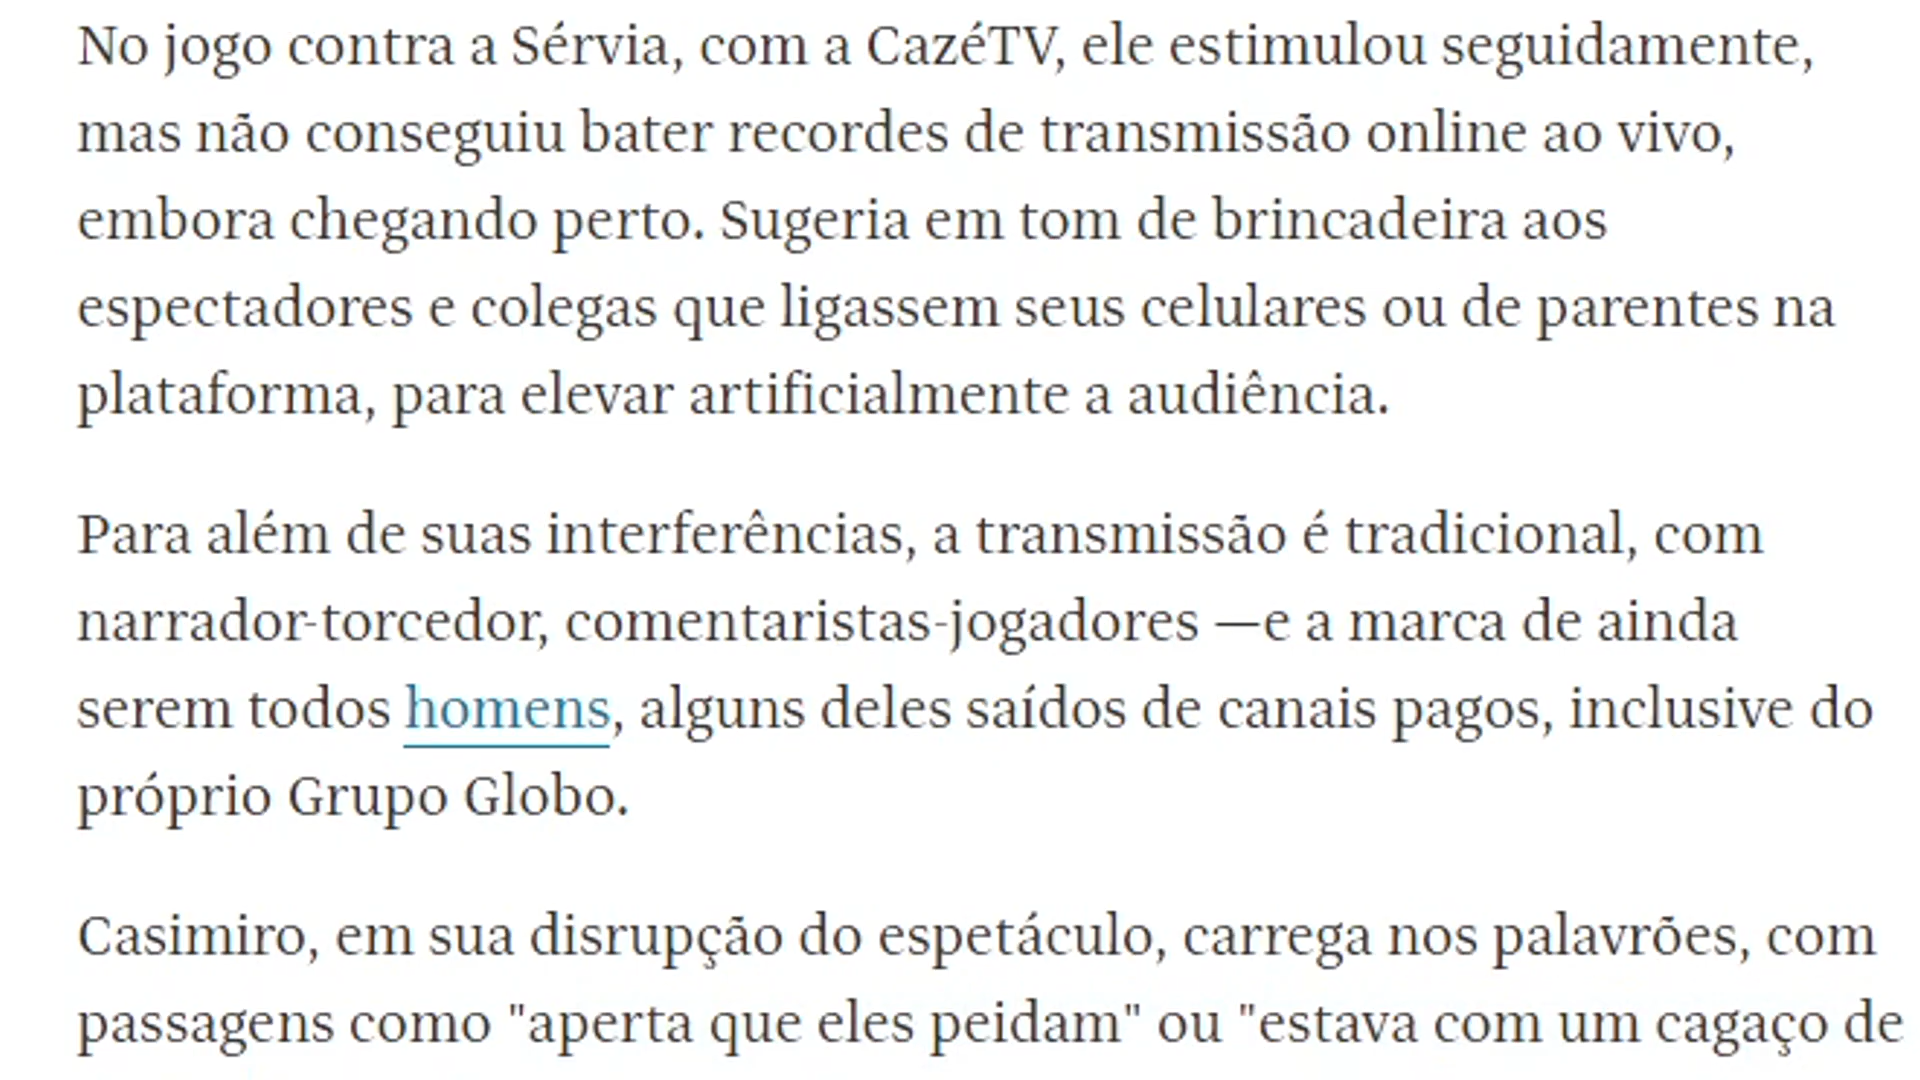 No jogo contra a Sérvia, com a CazéTV, ele estimulou seguidamente,
mas não conseguiu bater recordes de transmissão online ao vivo,
embora chegando perto. Sugeria em tom de brincadeira aos
espectadores e colegas que ligassem seus celulares ou de parentes na
plataforma, para elevar artificialmente a audiência.
Para além de suas interferências, a transmissão é tradicional, com
narrador-torcedor, comentaristas-jogadores —e a marca de ainda
serem todos homens, alguns deles saídos de canais pagos, inclusive do
próprio Grupo Globo.
Casimiro, em sua disrupção do espetáculo, carrega nos palavrões, com
passagens como "aperta que eles peidam" ou "estava com um cagaço de